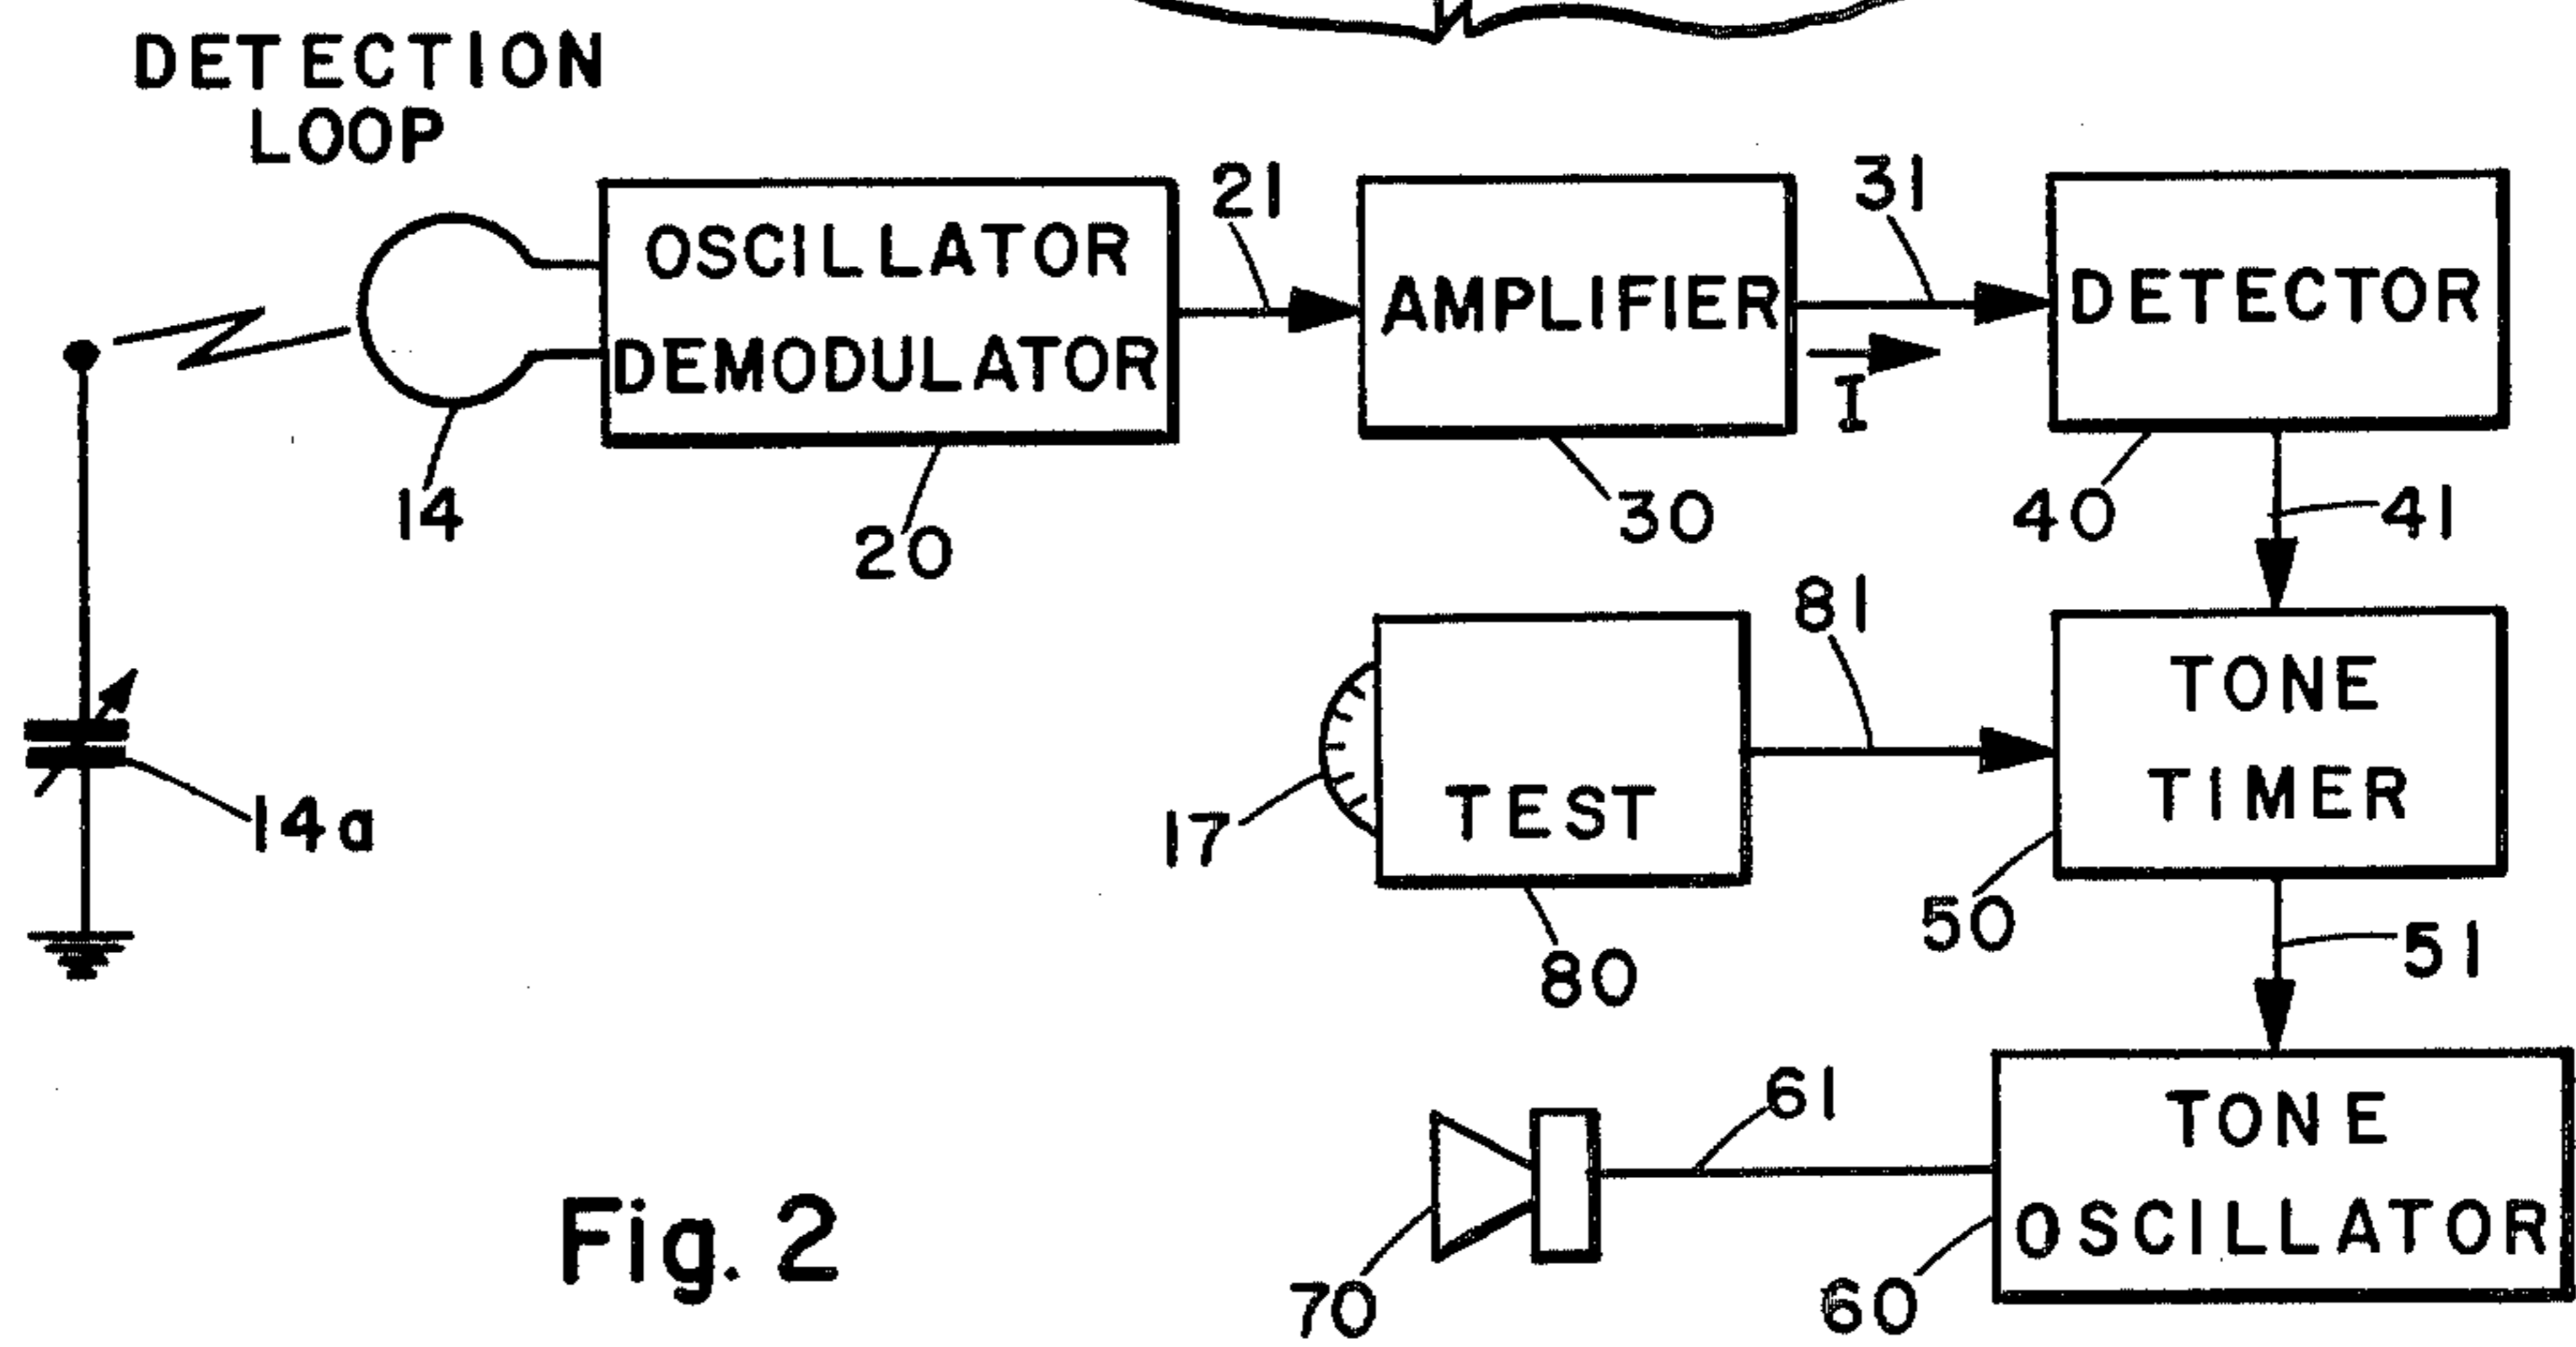 DETECTION
LOOP
OSCILLATOR
DEMODULATOR
21
AMPLIFIER
31
I
DETECTOR
14
20
30
40
41
14a
17
TEST
81
TONE
TIMER
80
50
51
61
TONE
OSCILLATOR
70
60
Fig. 2